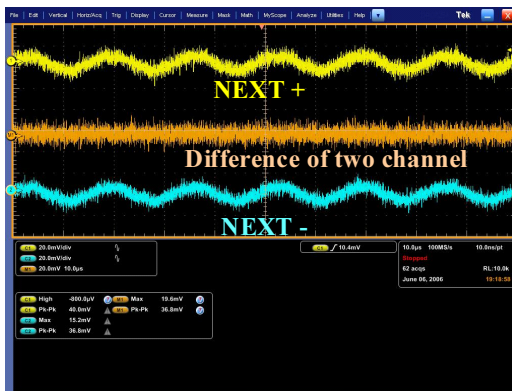 File Edit Vertical Horiz/Acq Trig Display Cursor Measure Mask Math MyScope Analyze Utilities Help Tek
NEXT +
Difference of two channel
NEXT -
C1 20.0mV/div
C2 20.0mV/div
M1 20.0mV 10.0µs
C1 10.4mV
10.0µs 100MS/s 10.0ns/pt
Stopped
62 acqs RL:10.0k
June 06, 2006 19:18:58
C1 High -800.0µV M1 Max 19.6mV
C1 Pk-Pk 40.0mV M1 Pk-Pk 36.8mV
C2 Max 15.2mV
C2 Pk-Pk 36.8mV